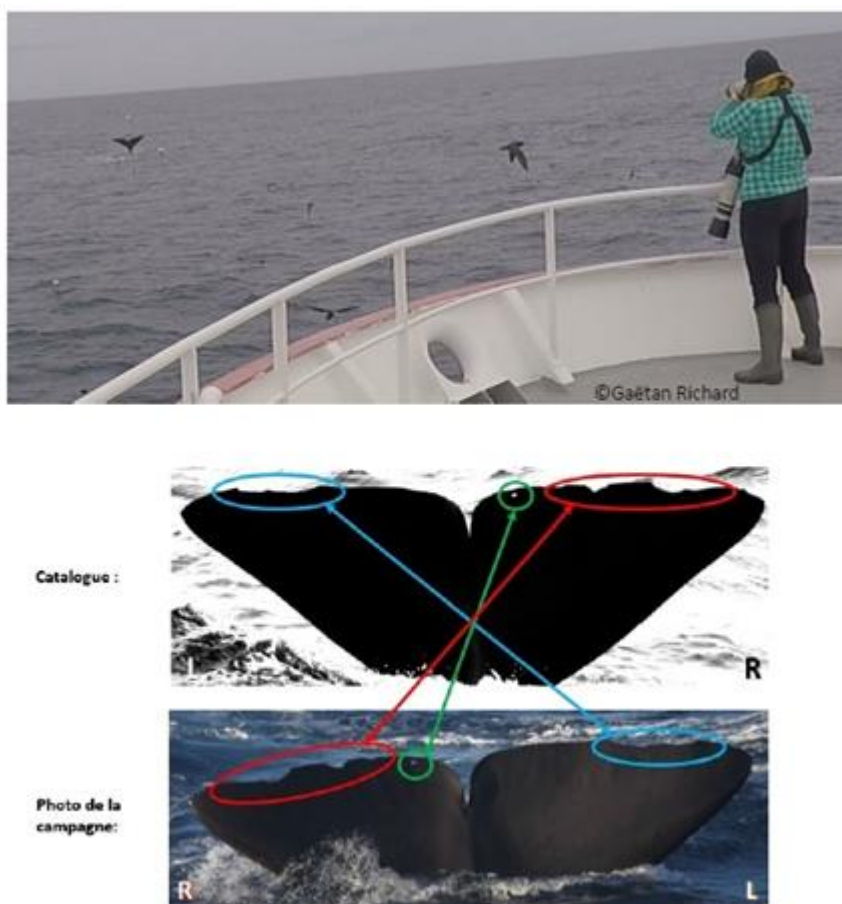 ©Gaëtan Richard
Catalogue :
L R
Photo de la
campagne:
R L